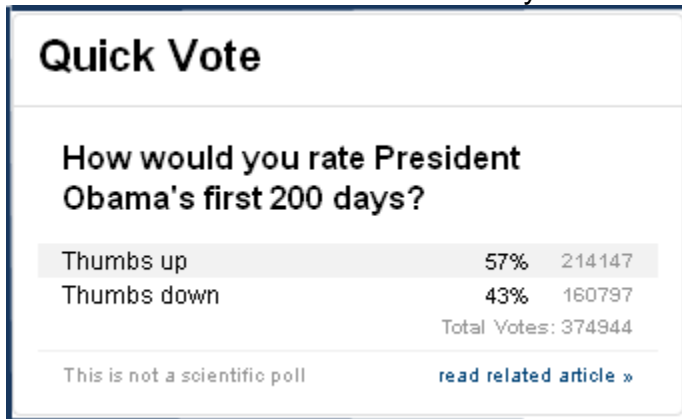 Quick Vote
How would you rate President
Obama's first 200 days?
Thumbs up 57% 214147
Thumbs down 43% 160797
Total Votes: 374944
This is not a scientific poll read related article »